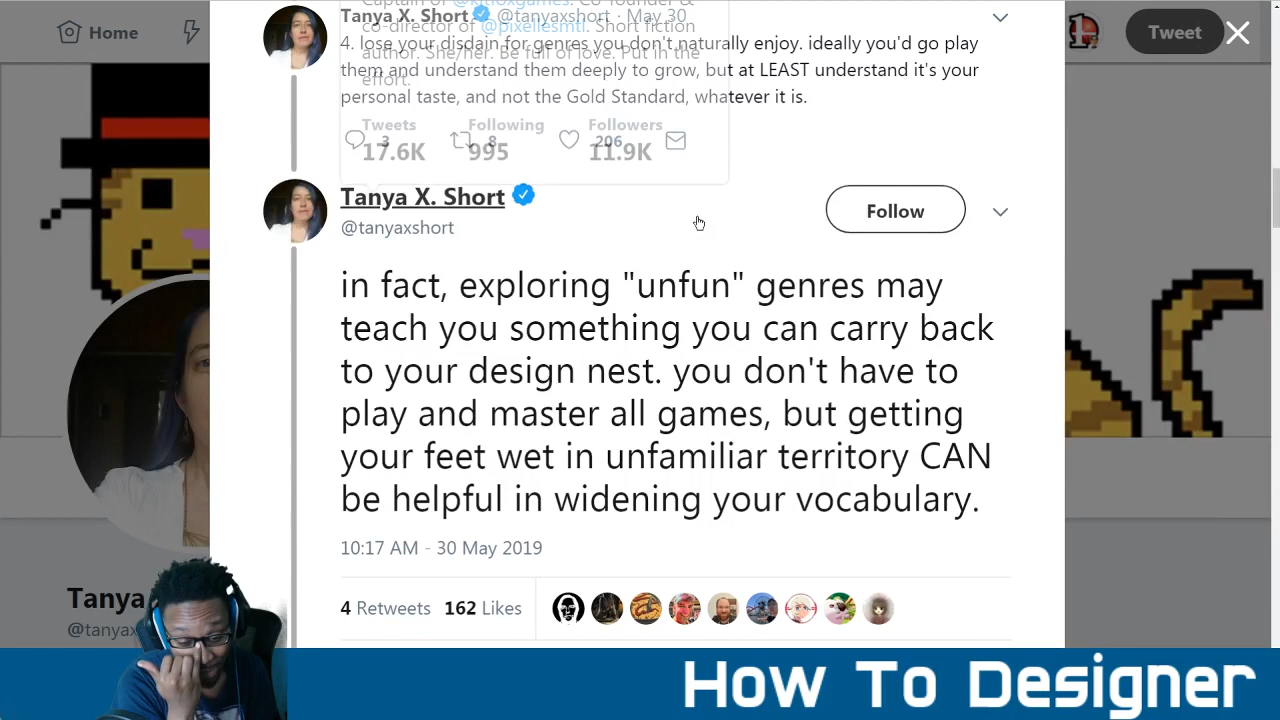 Home
Tweet
Captain of @kitfoxgames. Co-founder &
Tanya X. Short @tanyaxshort · May 30
co-director of @pixellesmtl. Short fiction
4. lose your disdain for genres you don't naturally enjoy. ideally you'd go play
author. She/her. Be full of love. Put in the
them and understand them deeply to grow, but at LEAST understand it's your
effort.
personal taste, and not the Gold Standard, whatever it is.
Tweets Following Followers
3 8 206
17.6K 995 11.9K
Tanya X. Short
Follow
@tanyaxshort
in fact, exploring "unfun" genres may
teach you something you can carry back
to your design nest. you don't have to
play and master all games, but getting
your feet wet in unfamiliar territory CAN
be helpful in widening your vocabulary.
10:17 AM - 30 May 2019
Tanya
4 Retweets 162 Likes
@tanyax
How To Designer